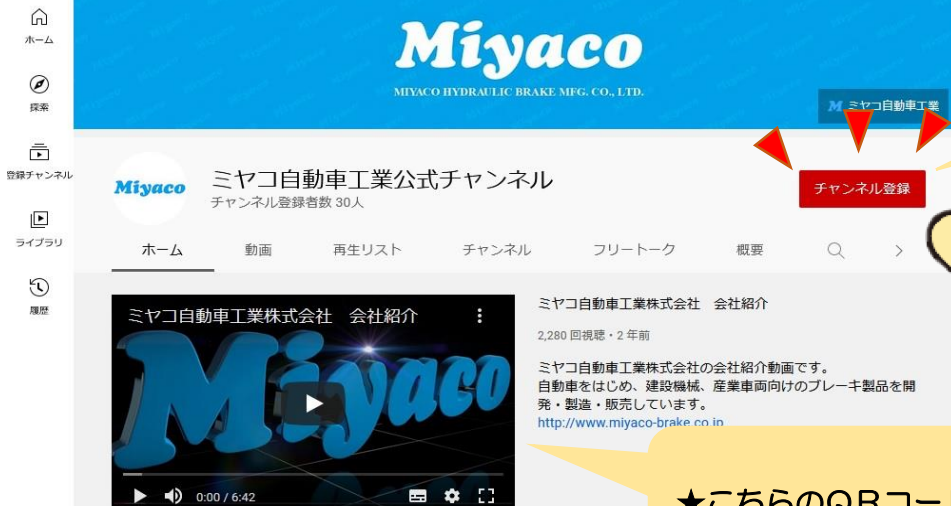 ホーム
探索
登録チャンネル
ライブラリ
履歴
Miyaco
MIYACO HYDRAULIC BRAKE MFG. CO., LTD.
M ミヤコ自動車工業
Miyaco
ミヤコ自動車工業公式チャンネル
チャンネル登録者数 30人
チャンネル登録
ホーム 動画 再生リスト チャンネル フリートーク 概要
ミヤコ自動車工業株式会社 会社紹介
Miyaco
0:00 / 6:42
ミヤコ自動車工業株式会社 会社紹介
2,280 回視聴・2 年前
ミヤコ自動車工業株式会社の会社紹介動画です。
自動車をはじめ、建設機械、産業車両向けのブレーキ製品を開
発・製造・販売しています。
http://www.miyaco-brake.co.jp
★こちらのQRコー